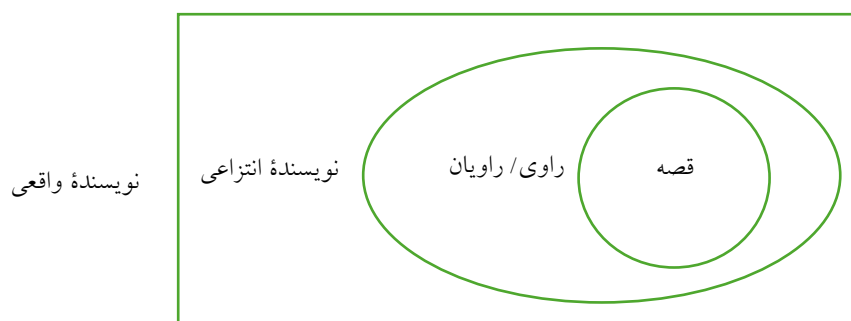 قصه
راوی/ راویان
نویسندۀ انتزاعی
نویسندۀ واقعی